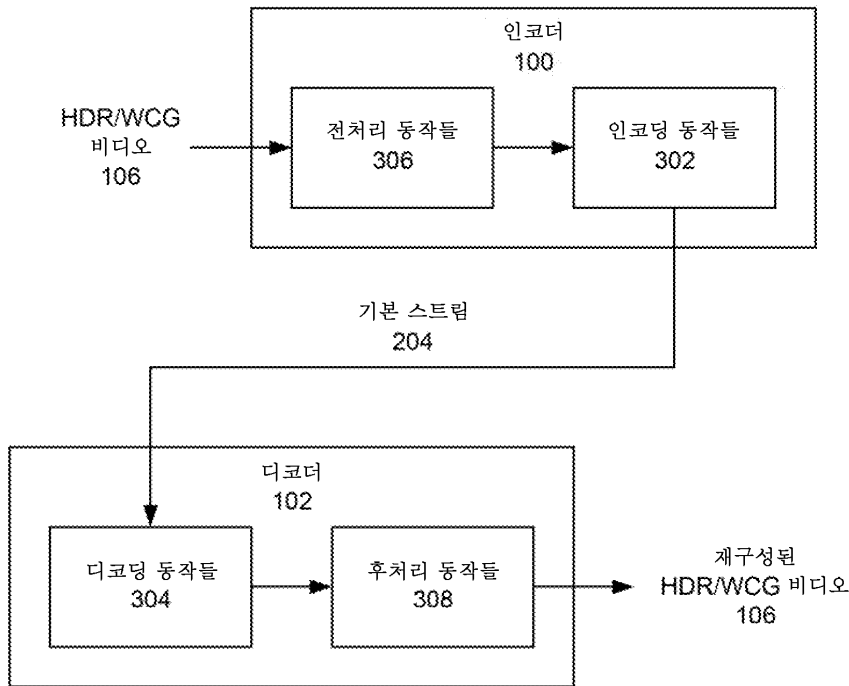 인코더
100
HDR/WCG
비디오
106
전처리 동작들
306
인코딩 동작들
302
기본 스트림
204
디코더
102
디코딩 동작들
304
후처리 동작들
308
재구성된
HDR/WCG 비디오
106